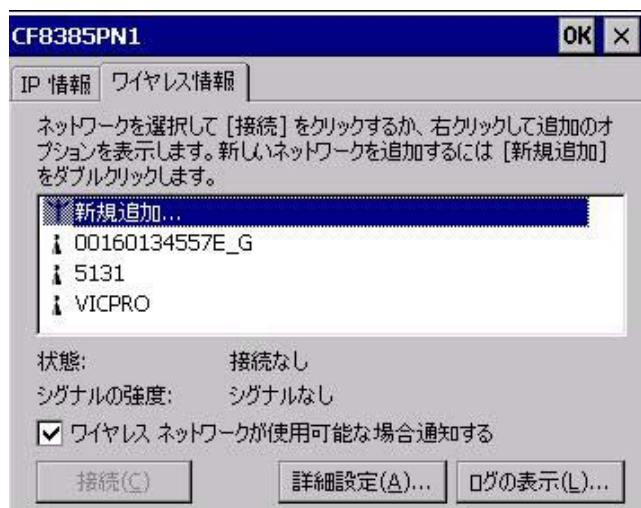 CF8385PN1 OK ×
IP 情報 ワイヤレス情報
ネットワークを選択して [接続] をクリックするか、右クリックして追加のオ
プションを表示します。新しいネットワークを追加するには [新規追加]
をダブルクリックします。
新規追加...
00160134557E_G
5131
VICPRO
状態: 接続なし
シグナルの強度: シグナルなし
ワイヤレス ネットワークが使用可能な場合通知する
接続(C) 詳細設定(A)... ログの表示(L)...